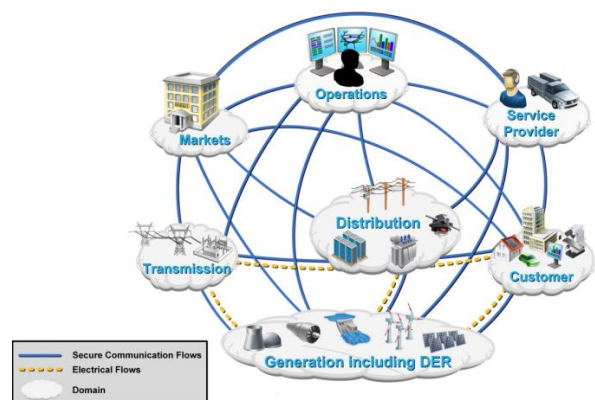 Operations
Service
Provider
Markets
Distribution
Transmission
Customer
Generation including DER
Secure Communication Flows
Electrical Flows
Domain